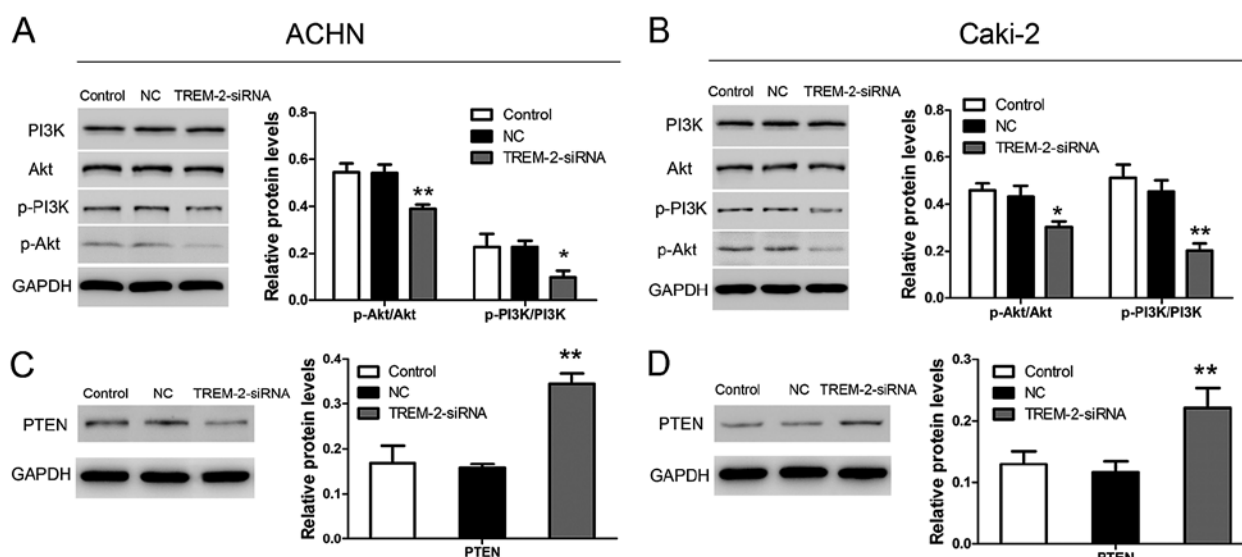 A
ACHN
Control NC TREM-2-siRNA
PI3K
Akt
p-PI3K
p-Akt
GAPDH
Relative protein levels
0.8
0.6
0.4
0.2
0.0
Control
NC
TREM-2-siRNA
**
*
p-Akt/Akt p-PI3K/PI3K
B
Caki-2
Control NC TREM-2-siRNA
PI3K
Akt
p-PI3K
p-Akt
GAPDH
Relative protein levels
0.8
0.6
0.4
0.2
0.0
Control
NC
TREM-2-siRNA
*
**
p-Akt/Akt p-PI3K/PI3K
C
Control NC TREM-2-siRNA
PTEN
GAPDH
Relative protein levels
0.4
0.3
0.1
0.0
Control
NC
TREM-2-siRNA
**
PTEN
D
Control NC TREM-2-siRNA
PTEN
GAPDH
Relative protein levels
0.3
0.2
0.1
0.0
Control
NC
TREM-2-siRNA
**
PTEN